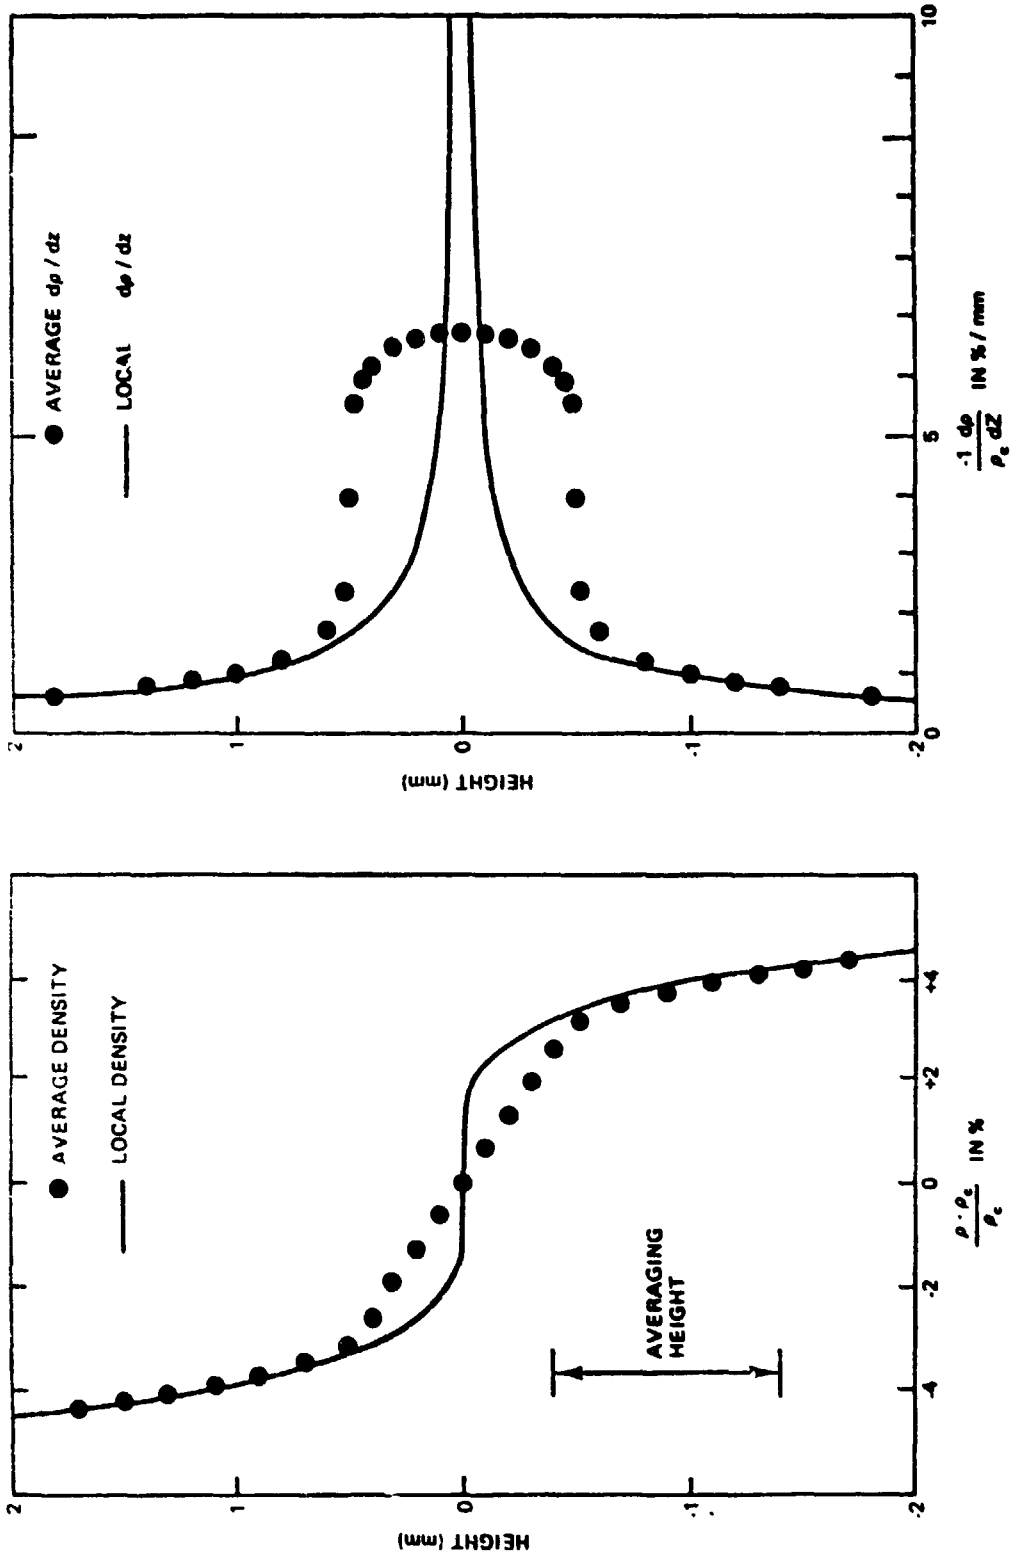 ● AVERAGE DENSITY
—— LOCAL DENSITY
AVERAGING
HEIGHT
HEIGHT (mm)
2
1
0
-1
-2
-4
-2
0
+2
+4
ρ - ρc
ρc
IN %
● AVERAGE dρ/dz
—— LOCAL dρ/dz
HEIGHT (mm)
2
1
0
-1
-2
0
5
10
-1 dρ
ρc dZ
IN %/mm